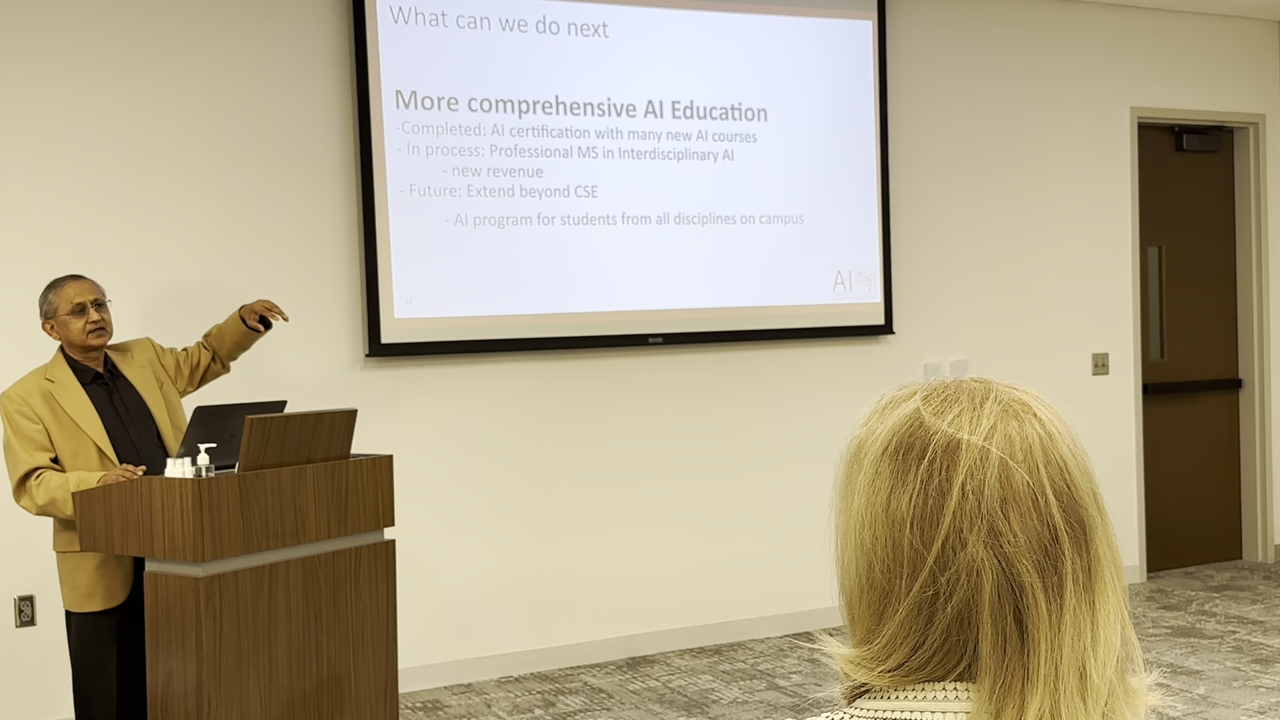 What can we do next
More comprehensive AI Education
-Completed: AI certification with many new AI courses
- In process: Professional MS in Interdisciplinary AI
- new revenue
- Future: Extend beyond CSE
- AI program for students from all disciplines on campus
AI